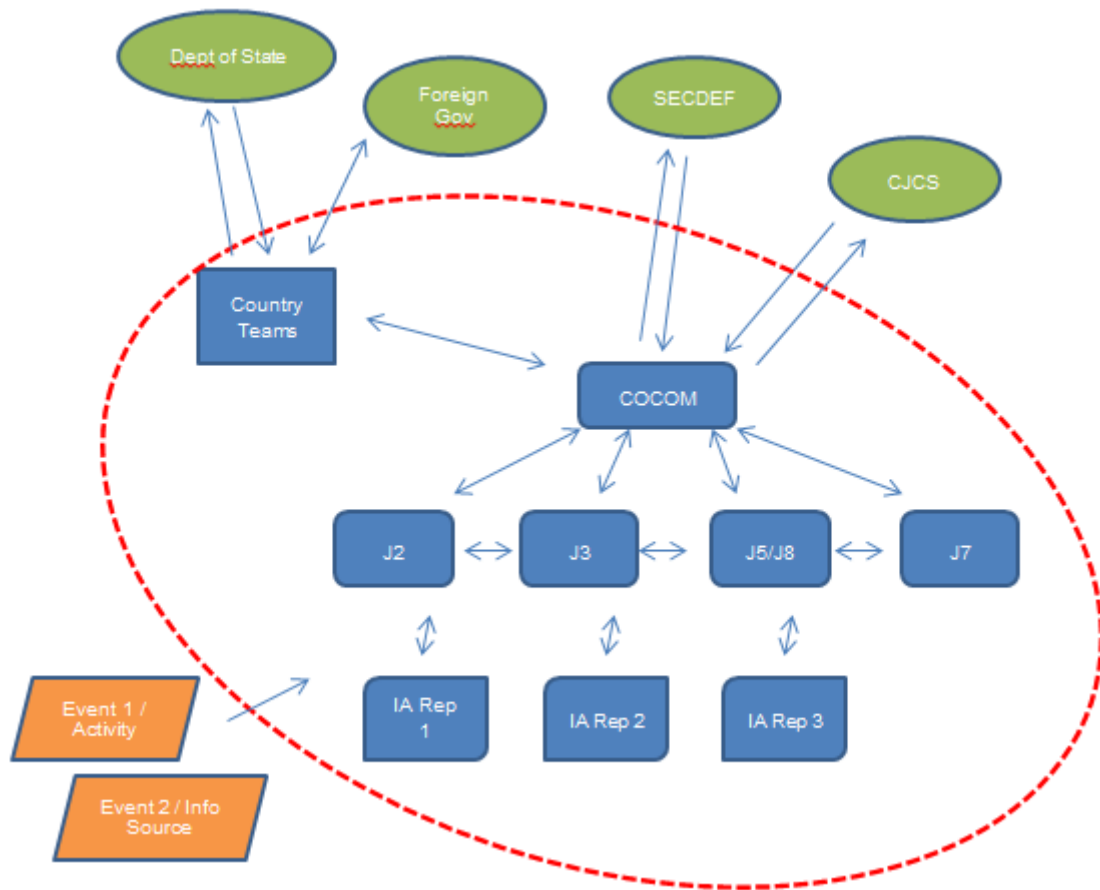 Dept of State
Foreign
Gov
SECDEF
CJCS
Country
Teams
COCOM
J2
J3
J5/J8
J7
Event 1 /
Activity
IA Rep
1
IA Rep 2
IA Rep 3
Event 2 / Info
Source